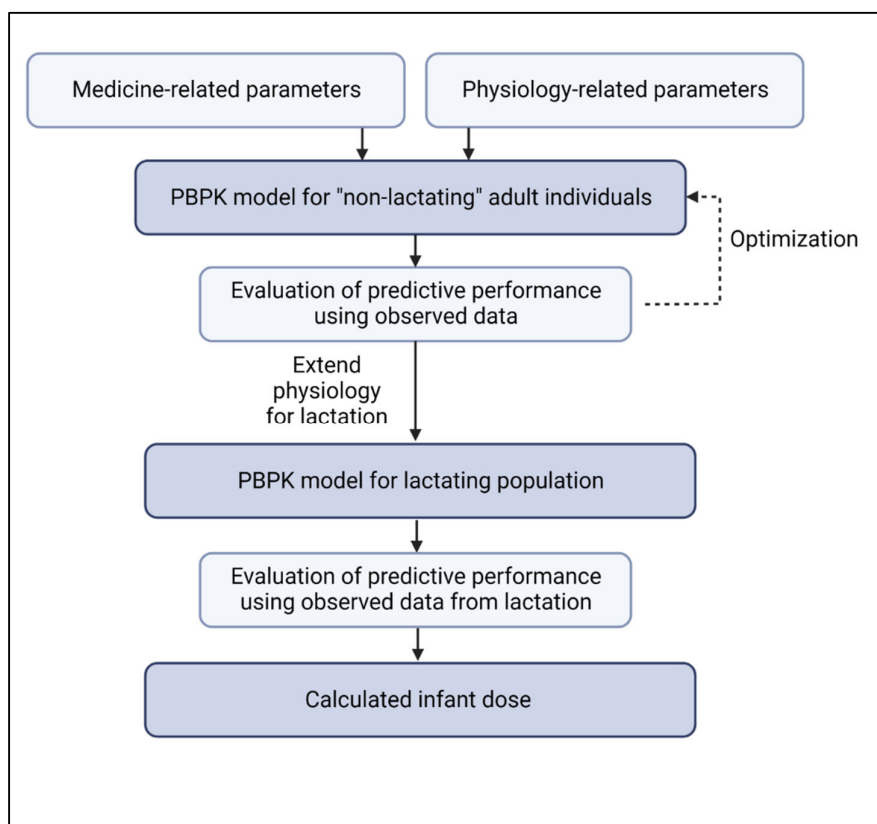 Medicine-related parameters
Physiology-related parameters
PBPK model for "non-lactating" adult individuals
Optimization
Evaluation of predictive performance
using observed data
Extend
physiology
for lactation
PBPK model for lactating population
Evaluation of predictive performance
using observed data from lactation
Calculated infant dose